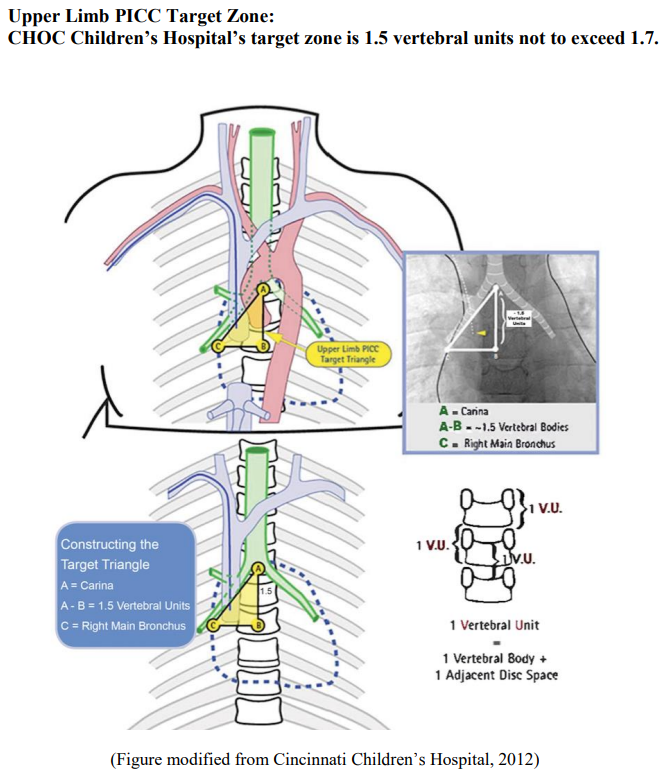 Upper Limb PICC Target Zone:
CHOC Children's Hospital's target zone is 1.5 vertebral units not to exceed 1.7.
A
C
B
Upper Limb PICC
Target Triangle
~ 1.5
Vertebral
Units
A = Carina
A-B = ~1.5 Vertebral Bodies
C = Right Main Bronchus
Constructing the
Target Triangle
A = Carina
A - B = 1.5 Vertebral Units
C = Right Main Bronchus
A
1.5
C
B
1 V.U.
1 V.U.
1 V.U.
1 Vertebral Unit
=
1 Vertebral Body +
1 Adjacent Disc Space
(Figure modified from Cincinnati Children's Hospital, 2012)